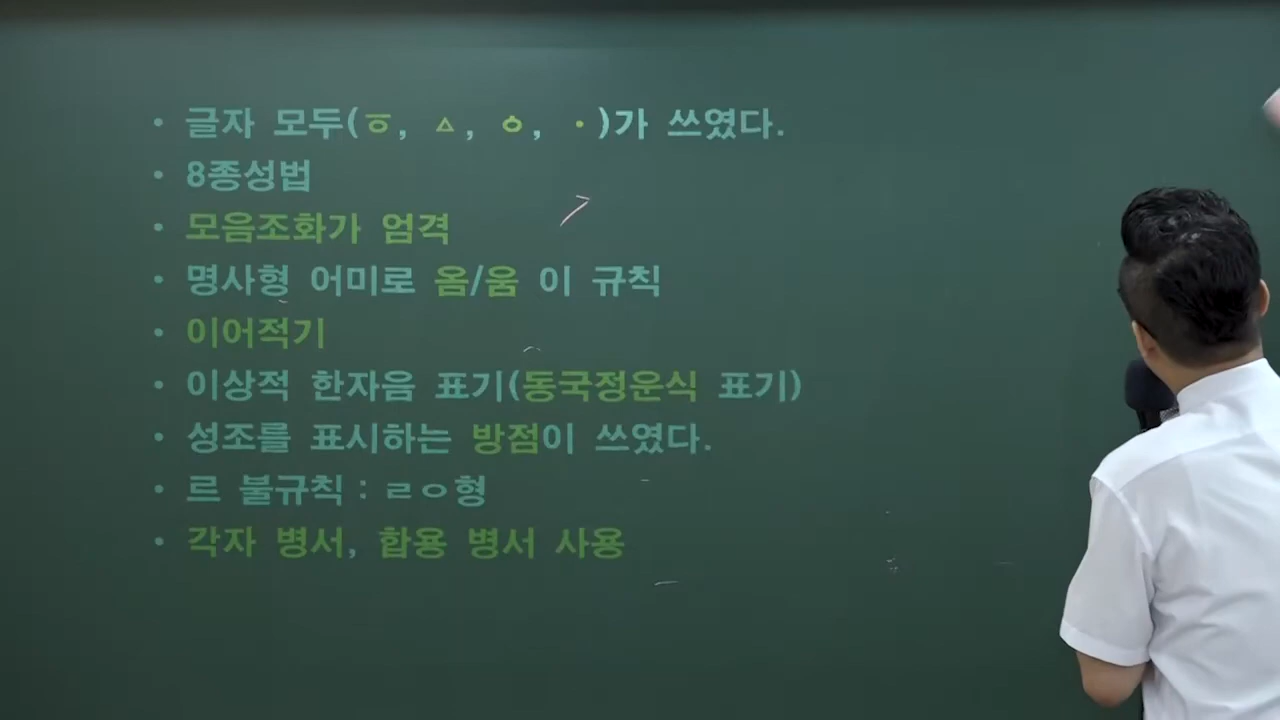 • 글자 모두(ㆆ, ㅿ, ㆁ, ㆍ)가 쓰였다.
• 8종성법
• 모음조화가 엄격
• 명사형 어미로 옴/움 이 규칙
• 이어적기
• 이상적 한자음 표기(동국정운식 표기)
• 성조를 표시하는 방점이 쓰였다.
• 르 불규칙 : ㄹㅇ형
• 각자 병서, 합용 병서 사용